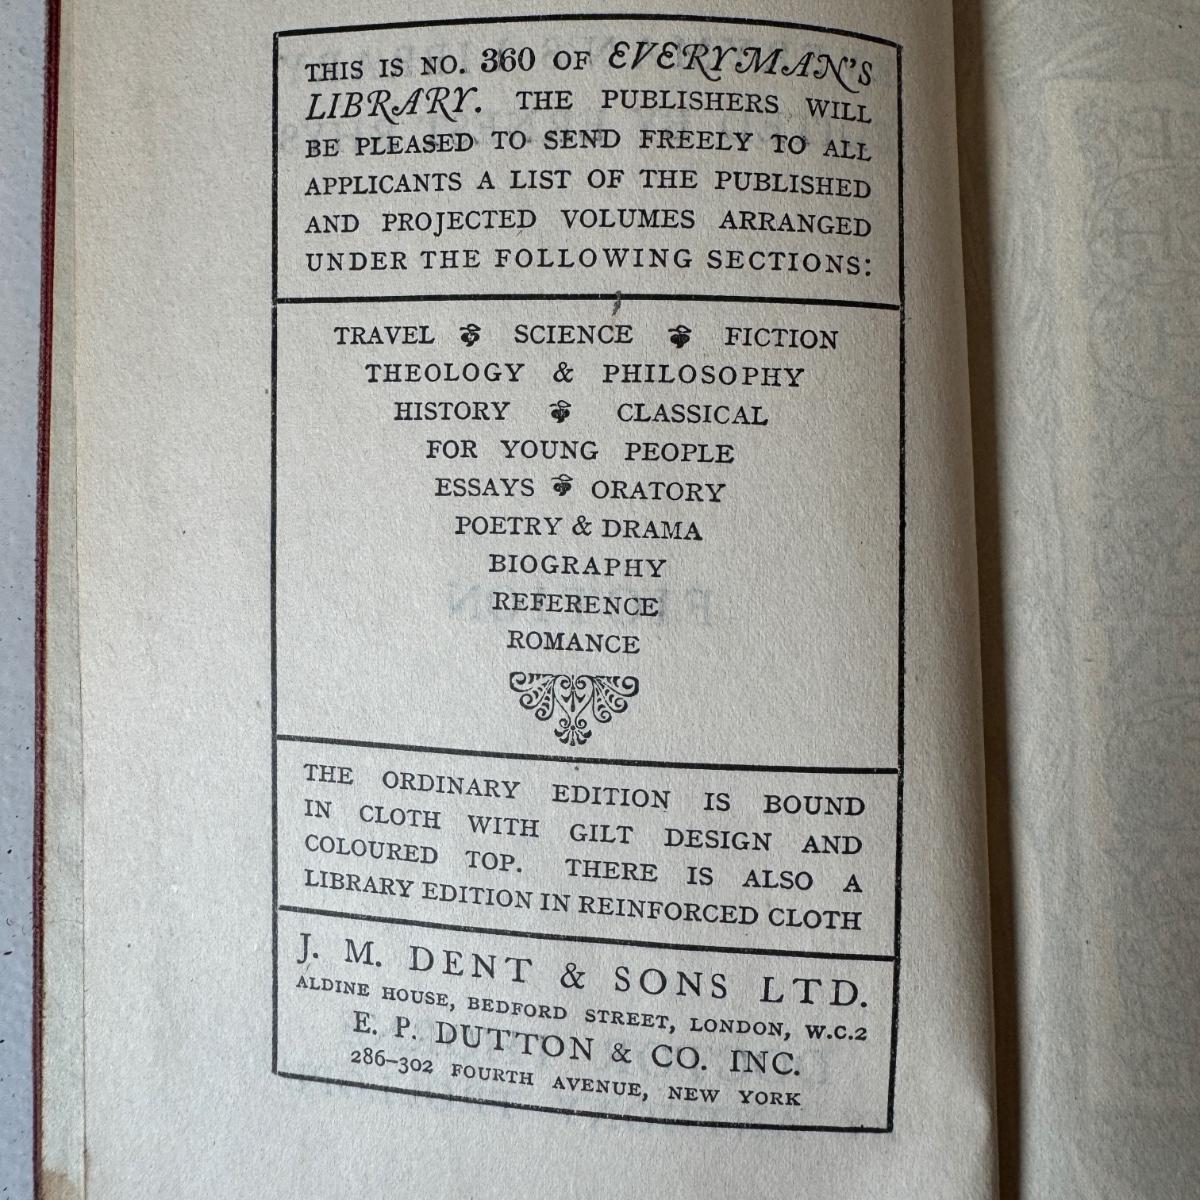 THIS IS NO. 360 OF EVERYMAN'S
LIBRARY. THE PUBLISHERS WILL
BE PLEASED TO SEND FREELY TO ALL
APPLICANTS A LIST OF THE PUBLISHED
AND PROJECTED VOLUMES ARRANGED
UNDER THE FOLLOWING SECTIONS:
TRAVEL SCIENCE FICTION
THEOLOGY & PHILOSOPHY
HISTORY CLASSICAL
FOR YOUNG PEOPLE
ESSAYS ORATORY
POETRY & DRAMA
BIOGRAPHY
REFERENCE
ROMANCE
THE ORDINARY EDITION IS BOUND
IN CLOTH WITH GILT DESIGN AND
COLOURED TOP. THERE IS ALSO A
LIBRARY EDITION IN REINFORCED CLOTH
J. M. DENT & SONS LTD.
ALDINE HOUSE, BEDFORD STREET, LONDON, W.C.2
E. P. DUTTON & CO. INC.
286–302 FOURTH AVENUE, NEW YORK